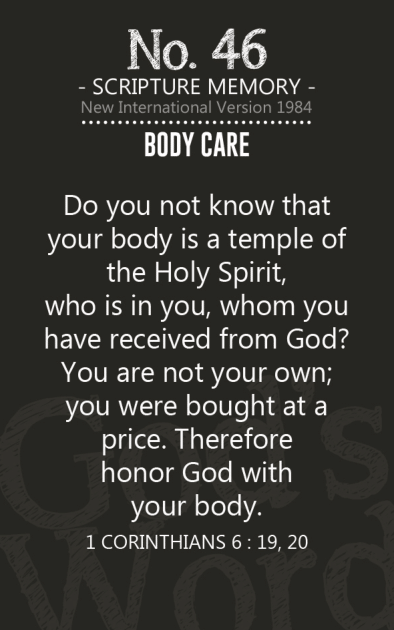 No. 46
- SCRIPTURE MEMORY -
New International Version 1984
BODY CARE
Do you not know that
your body is a temple of
the Holy Spirit,
who is in you, whom you
have received from God?
You are not your own;
you were bought at a
price. Therefore
honor God with
your body.
1 CORINTHIANS 6 : 19, 20
God's
Word